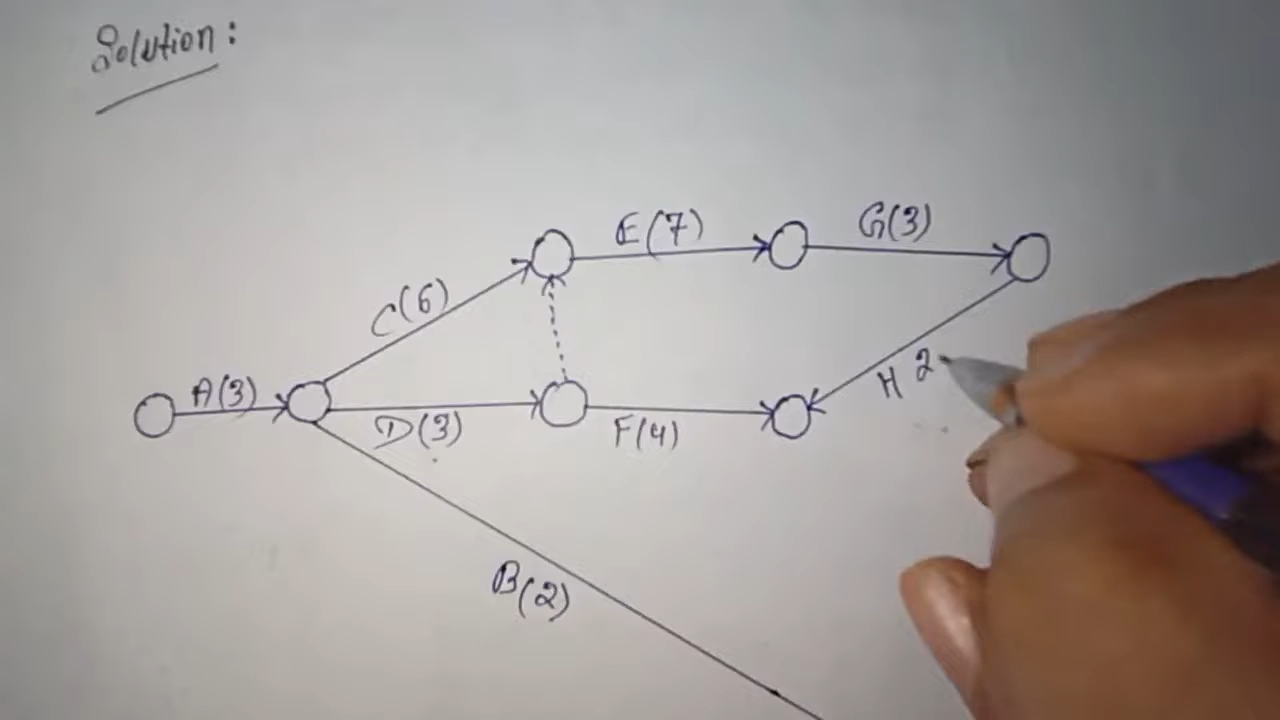 Solution:
E(7)
G(3)
C(6)
H 2
A(3)
D(3)
F(4)
B(2)